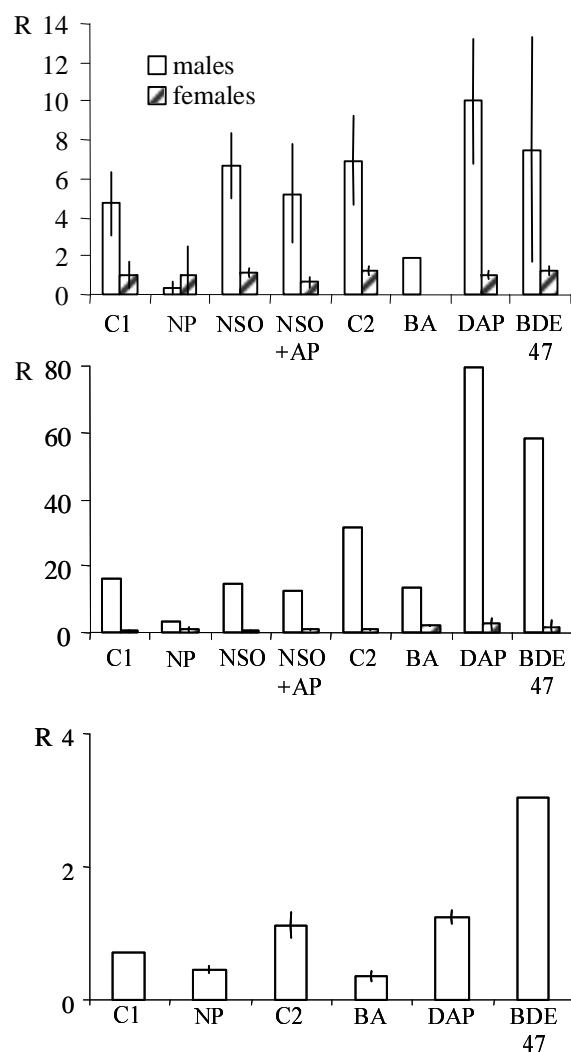 R 14
12
10
8
6
4
2
0
males
females
C1 NP NSO NSO C2 BA DAP BDE
+AP 47
R 80
60
40
20
0
C1 NP NSO NSO C2 BA DAP BDE
+AP 47
R 4
2
0
C1 NP C2 BA DAP BDE
47